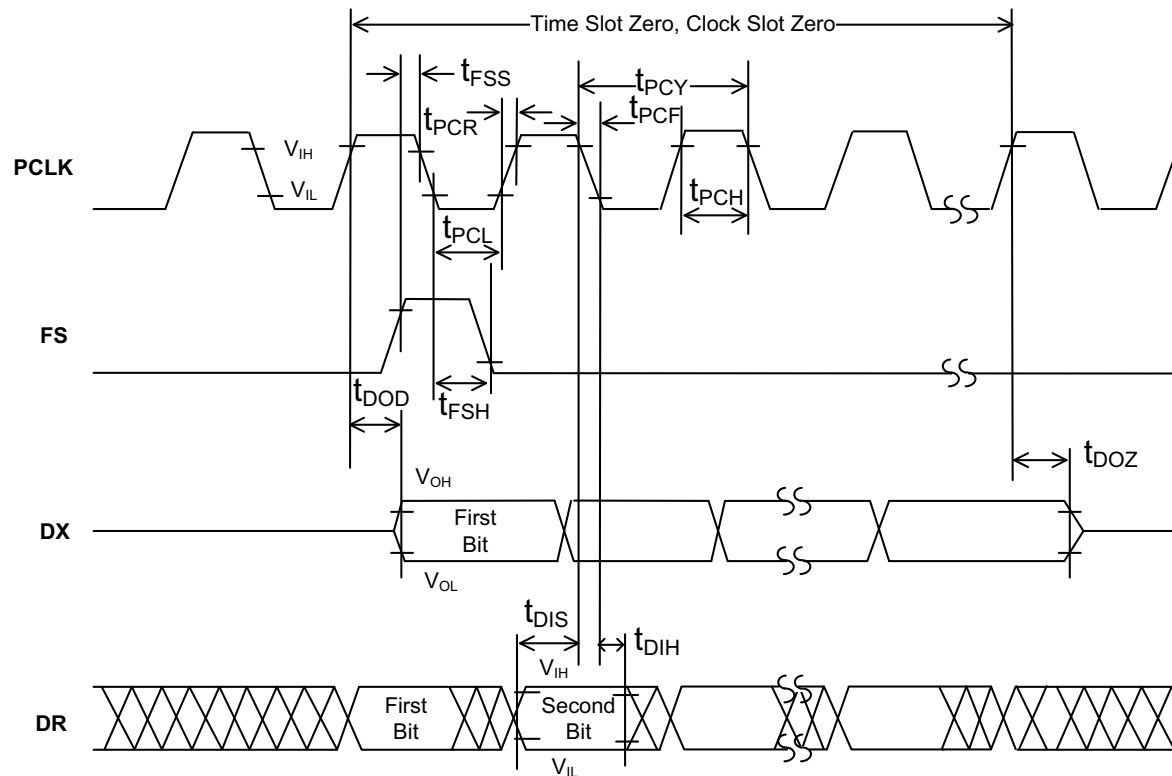 Time Slot Zero, Clock Slot Zero
tFSS
tPCY
tPCR
tPCF
PCLK
VIH
VIL
tPCH
tPCL
FS
tDOD
tFSH
tDOZ
VOH
DX
First
Bit
VOL
tDIS
tDIH
VIH
DR
First
Bit
Second
Bit
VIL